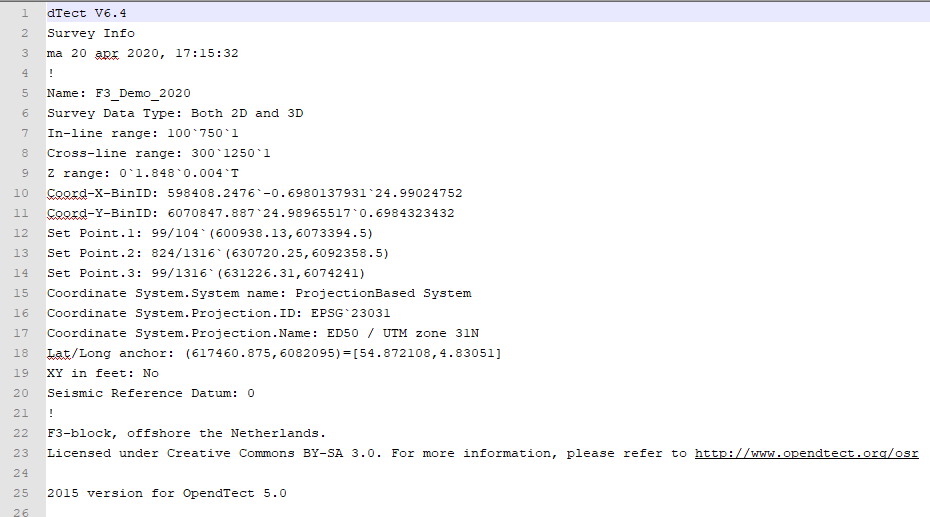 1 dTect V6.4
2 Survey Info
3 ma 20 apr 2020, 17:15:32
4 !
5 Name: F3_Demo_2020
6 Survey Data Type: Both 2D and 3D
7 In-line range: 100`750`1
8 Cross-line range: 300`1250`1
9 Z range: 0`1.848`0.004`T
10 Coord-X-BinID: 598408.2476`-0.6980137931`24.99024752
11 Coord-Y-BinID: 6070847.887`24.98965517`0.6984323432
12 Set Point.1: 99/104`(600938.13,6073394.5)
13 Set Point.2: 824/1316`(630720.25,6092358.5)
14 Set Point.3: 99/1316`(631226.31,6074241)
15 Coordinate System.System name: ProjectionBased System
16 Coordinate System.Projection.ID: EPSG`23031
17 Coordinate System.Projection.Name: ED50 / UTM zone 31N
18 Lat/Long anchor: (617460.875,6082095)=[54.872108,4.83051]
19 XY in feet: No
20 Seismic Reference Datum: 0
21 !
22 F3-block, offshore the Netherlands.
23 Licensed under Creative Commons BY-SA 3.0. For more information, please refer to http://www.opendtect.org/osr
24
25 2015 version for OpendTect 5.0
26